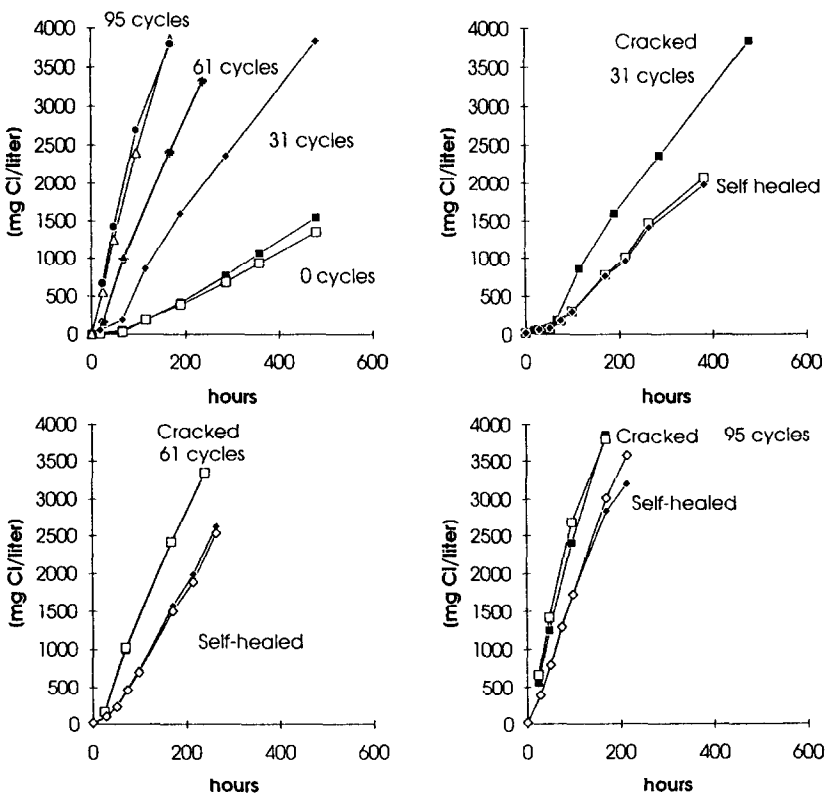 95 cycles
4000
3500
3000
2500
2000
1500
1000
500
0
(mg Cl/liter)
61 cycles
31 cycles
0 cycles
0 200 400 600
hours
4000
3500
3000
2500
2000
1500
1000
500
0
(mg Cl/liter)
Cracked
31 cycles
Self healed
0 200 400 600
hours
4000
3500
3000
2500
2000
1500
1000
500
0
(mg Cl/liter)
Cracked
61 cycles
Self-healed
0 200 400 600
hours
4000
3500
3000
2500
2000
1500
1000
500
0
(mg Cl/liter)
Cracked 95 cycles
Self-healed
0 200 400 600
hours